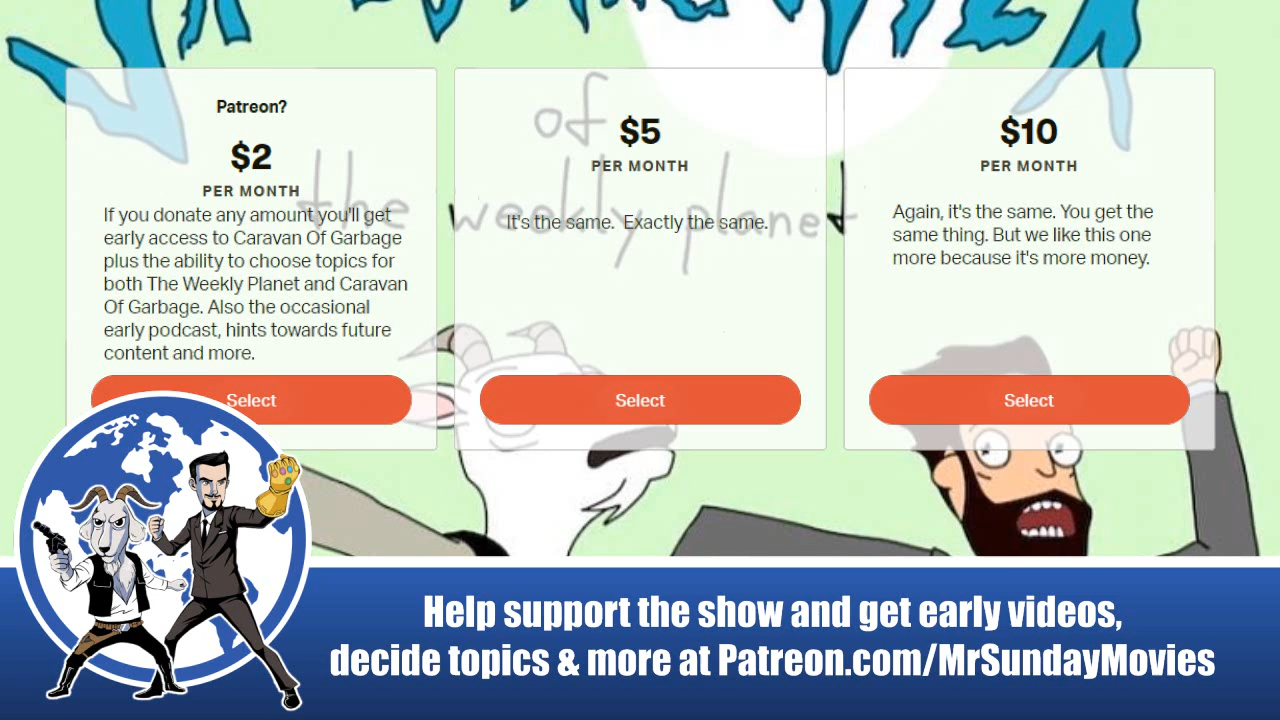 of
the weekly planet
Patreon?
$2
PER MONTH
If you donate any amount you'll get
early access to Caravan Of Garbage
plus the ability to choose topics for
both The Weekly Planet and Caravan
Of Garbage. Also the occasional
early podcast, hints towards future
content and more.
Select
$5
PER MONTH
It's the same.  Exactly the same.
Select
$10
PER MONTH
Again, it's the same. You get the
same thing. But we like this one
more because it's more money.
Select
Help support the show and get early videos,
decide topics & more at Patreon.com/MrSundayMovies